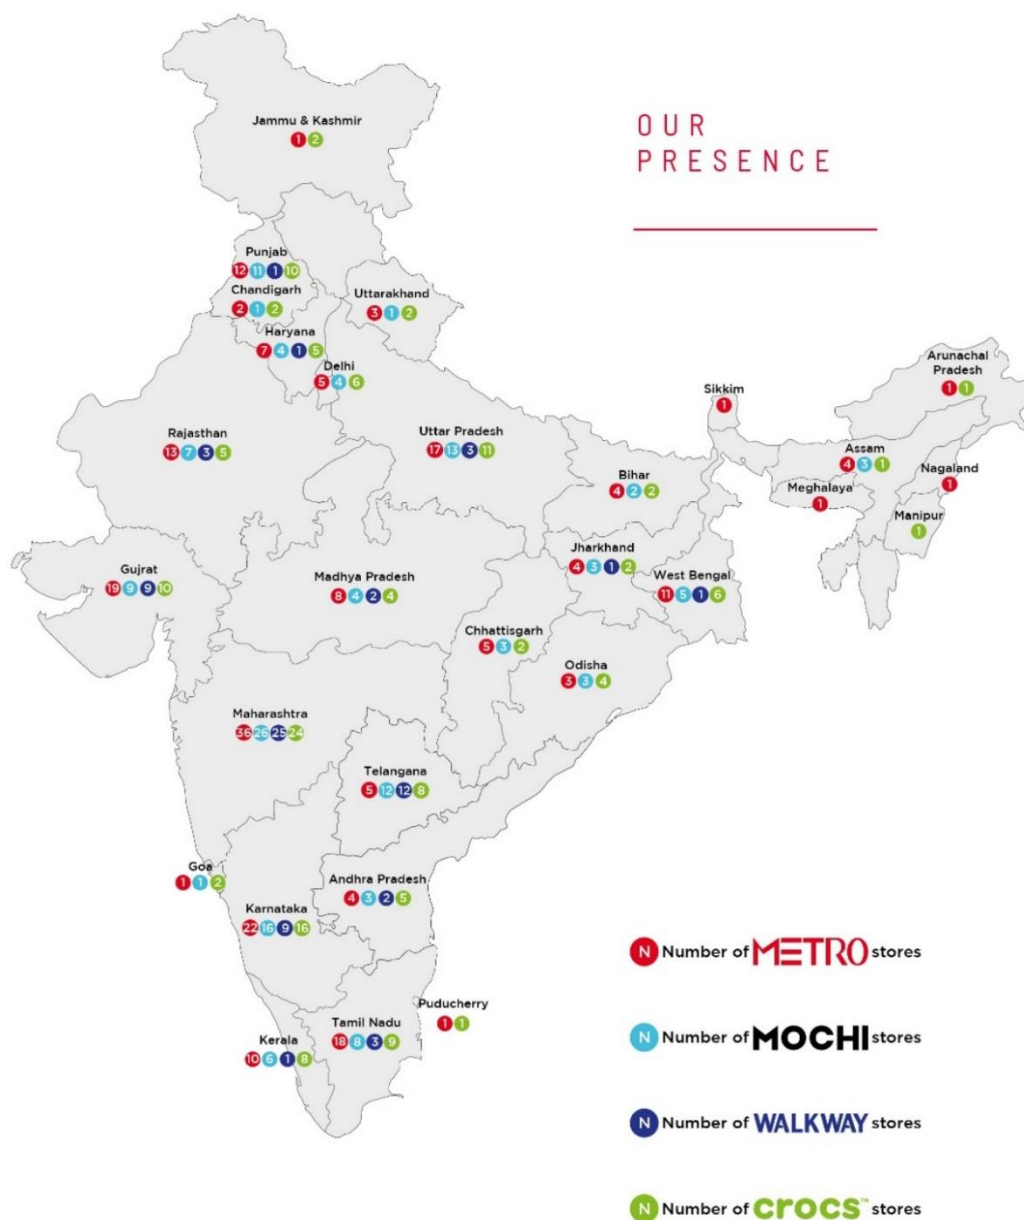 OUR
PRESENCE
Jammu & Kashmir
1 2
Punjab
12 11 1 10
Chandigarh
2 1 2
Uttarakhand
3 1 2
Haryana
7 4 1 5
Delhi
5 4 6
Arunachal
Pradesh
1 1
Sikkim
1
Rajasthan
13 7 3 5
Uttar Pradesh
17 13 3 11
Assam
4 3 1
Nagaland
1
Bihar
4 2 2
Meghalaya
1
Manipur
1
Jharkhand
4 3 1 2
Gujrat
19 9 9 10
Madhya Pradesh
8 4 2 4
West Bengal
11 5 1 6
Chhattisgarh
5 3 2
Odisha
3 3 4
Maharashtra
36 26 25 24
Telangana
5 12 12 8
Goa
1 1 2
Andhra Pradesh
4 3 2 5
Karnataka
22 16 9 16
Puducherry
1 1
Tamil Nadu
18 8 3 9
Kerala
10 6 1 8
N Number of METRO stores
N Number of MOCHI stores
N Number of WALKWAY stores
N Number of crocs™ stores